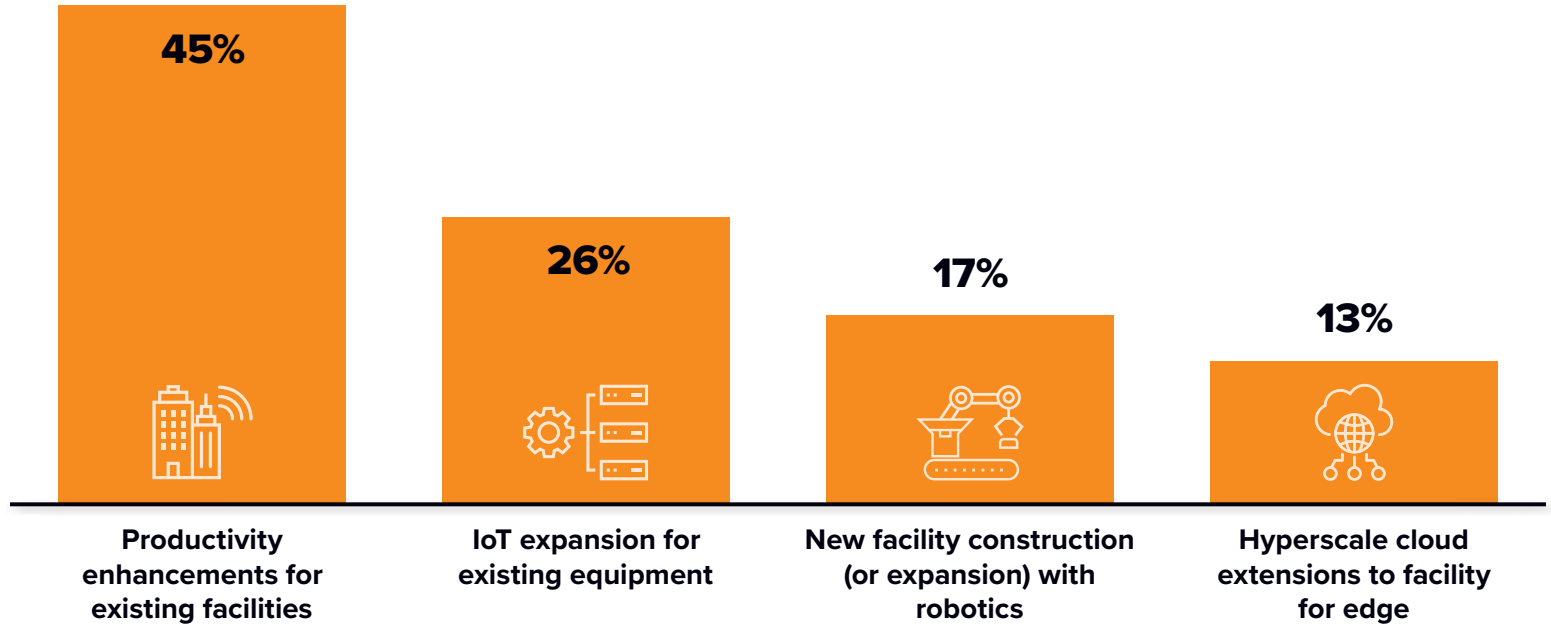 45%
26%
17%
13%
Productivity
enhancements for
existing facilities
IoT expansion for
existing equipment
New facility construction
(or expansion) with
robotics
Hyperscale cloud
extensions to facility
for edge